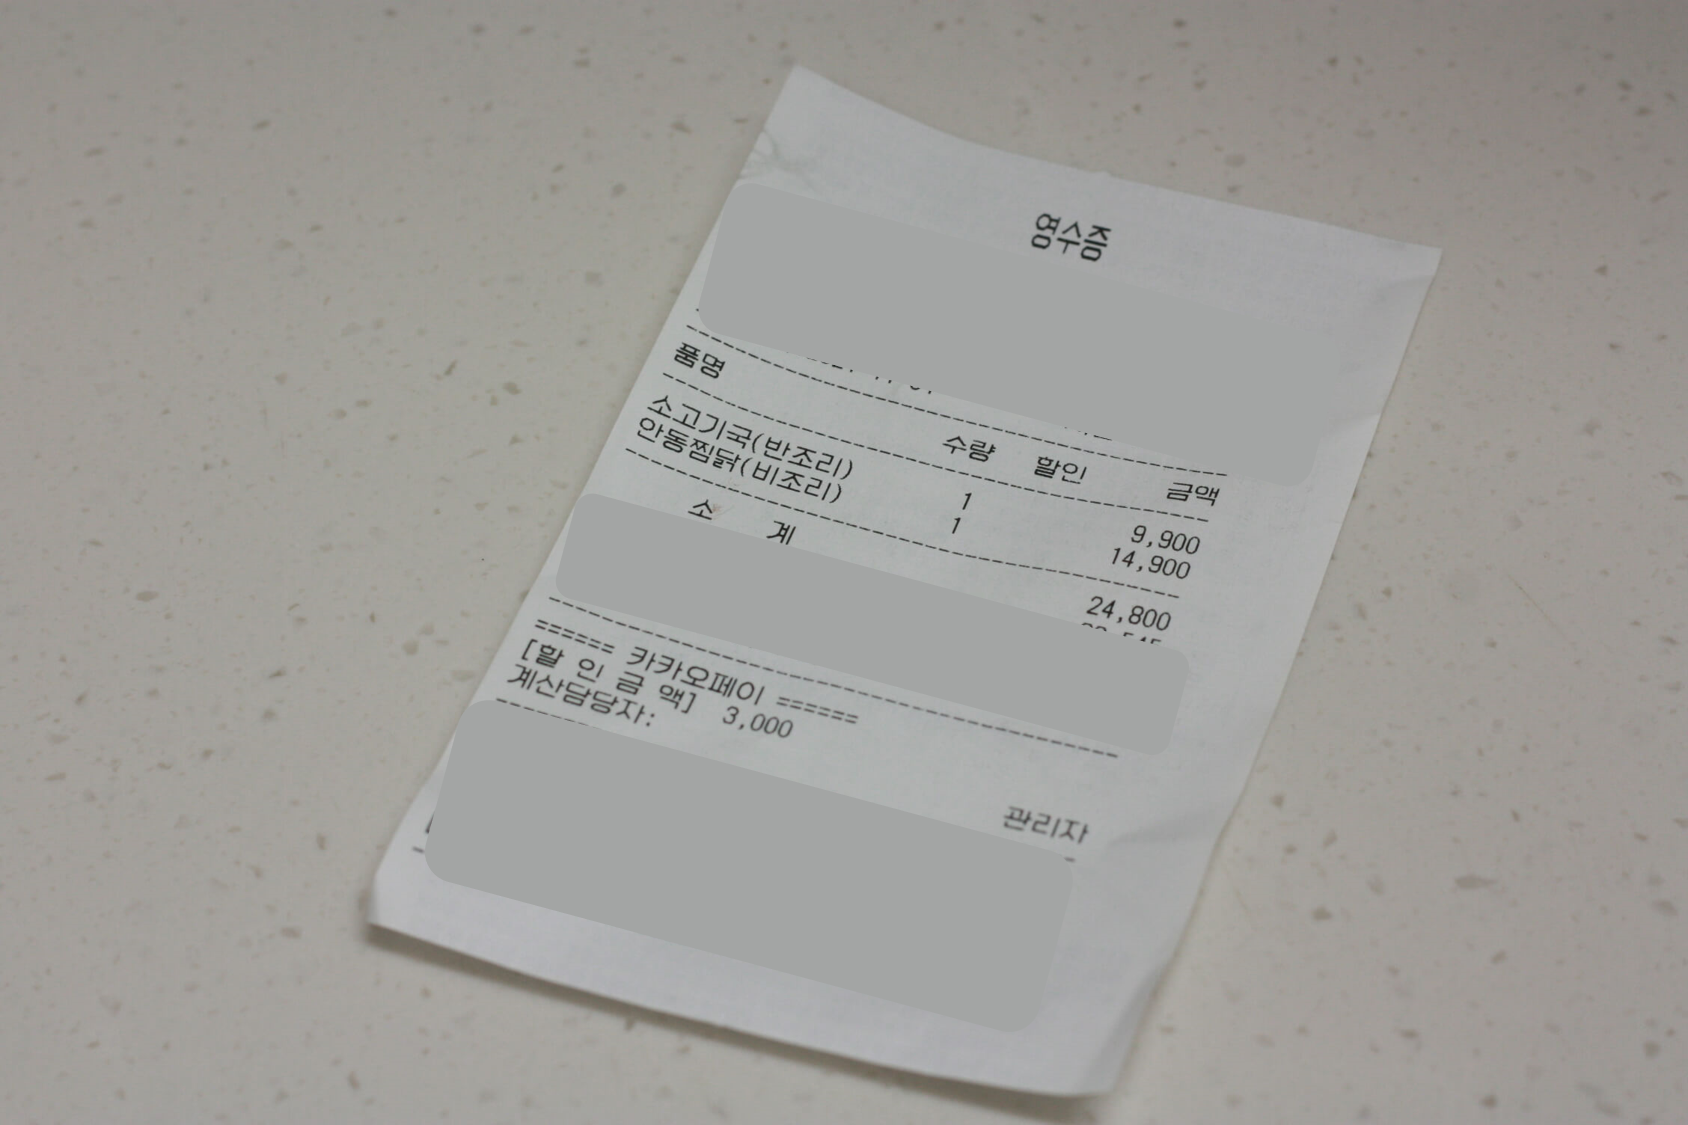 영수증
품명 수량 할인 금액
소고기국(반조리) 1 9,900
안동찜닭(비조리) 1 14,900
소 계 24,800
====== 카카오페이 ======
[할 인 금 액] 3,000
계산담당자: 관리자